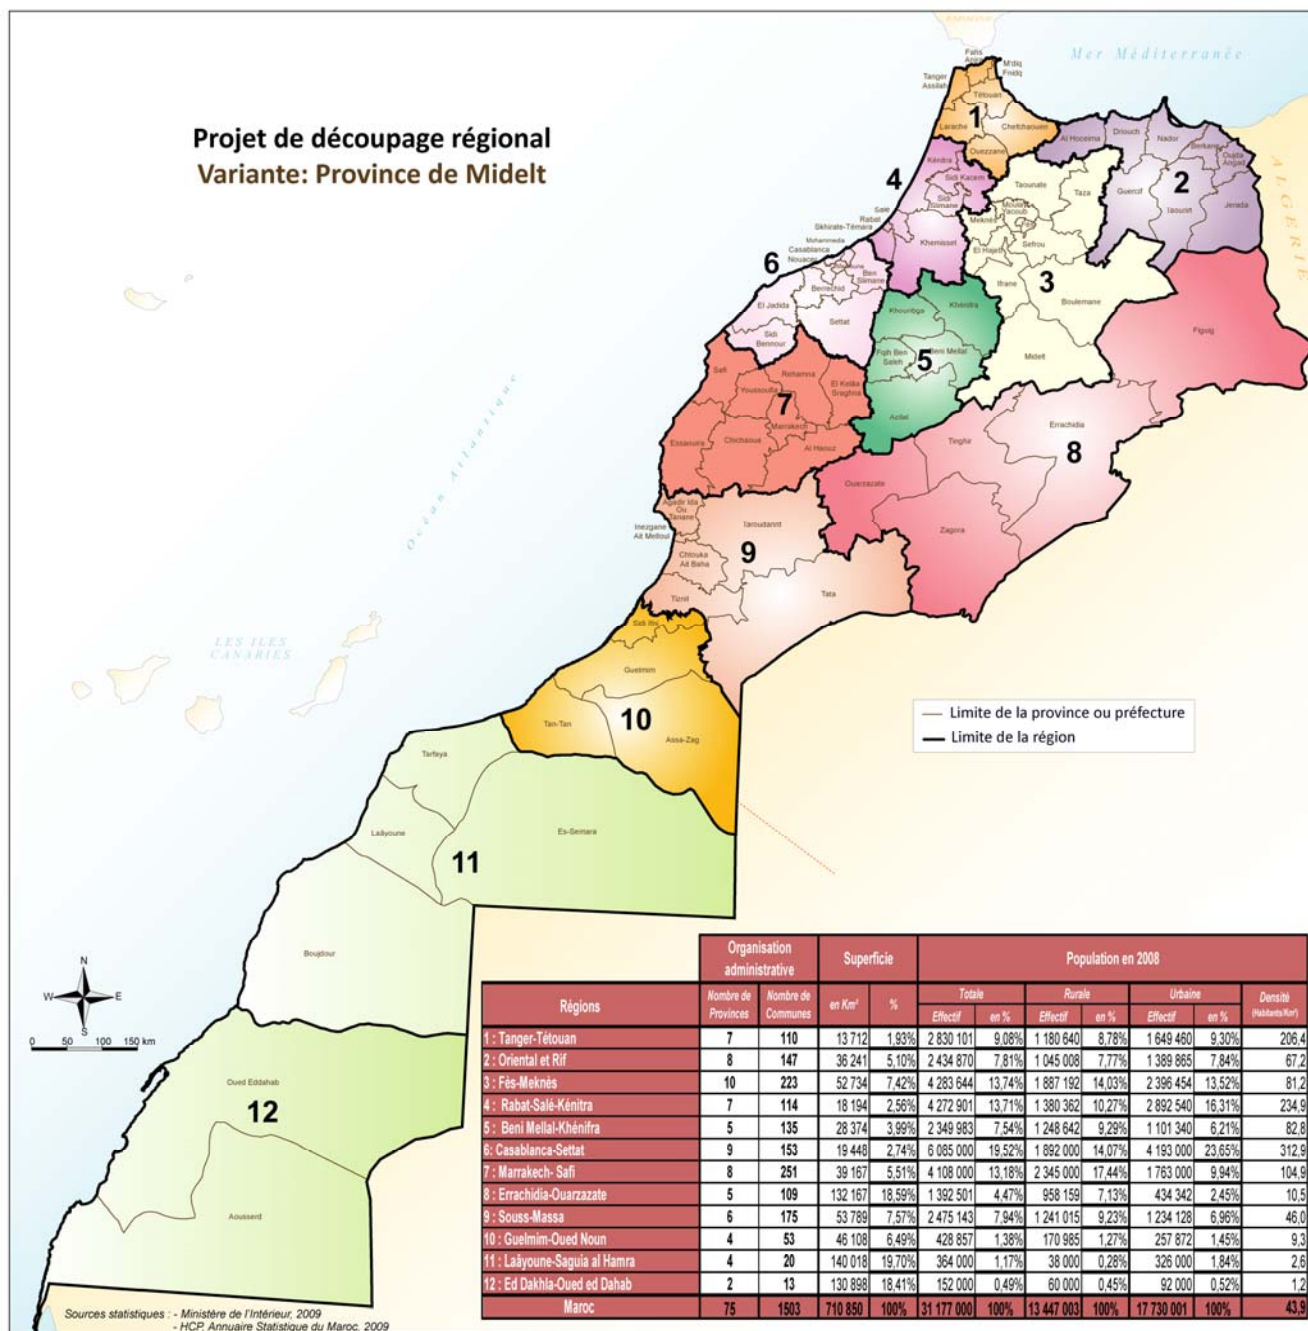 Projet de découpage régional
Variante: Province de Midelt
Mer Méditerranée
ALGERIE
Océan Atlantique
LES ILES
CANARIES
Fahs
Anjra
M'diq
Fnidq
Tanger
Assilah
Tétouan
1
Larache
Chefchaouen
Ouezzane
Al Hoceima
Driouch
Nador
Berkane
Oujda
Angad
2
Guercif
Taourirt
Jerada
4
Kénitra
Sidi Kacem
Sidi
Slimane
Salé
Rabat
Skhirate-Témara
Khemisset
Taounate
Taza
Moulay
Yacoub
Meknès
Fès
Sefrou
El Hajeb
Ifrane
3
Boulemane
Midelt
6
Mohammedia
Casablanca
Nouacer
Ben
Slimane
Berrechid
El Jadida
Settat
Sidi
Bennour
Khouribga
Khénifra
Fqih Ben
Saleh
Beni Mellal
5
Azilal
Figuig
Safi
Youssoufia
Rehamna
El Kelâa
Sraghna
7
Marrakech
Essaouira
Chichaoua
Al Haouz
Errachidia
Tinghir
8
Ouarzazate
Zagora
Agadir Ida
Ou
Tanane
Inezgane
Ait Melloul
Taroudannt
9
Chtouka
Ait Baha
Tiznit
Tata
Sidi Ifni
Guelmim
10
Tan-Tan
Assa-Zag
Limite de la province ou préfecture
Limite de la région
Tarfaya
Laâyoune
Es-Semara
11
Boujdour
N
W E
S
0 50 100 150 km
Oued Eddahab
12
Aousserd
Organisation administrative Superficie Population en 2008
Régions Nombre de Provinces Nombre de Communes en Km² % Totale Rurale Urbaine Densité (Habitants/Km²)
Effectif en % Effectif en % Effectif en %
1 : Tanger-Tétouan 7 110 13 712 1,93% 2 830 101 9,08% 1 180 640 8,78% 1 649 460 9,30% 206,4
2 : Oriental et Rif 8 147 36 241 5,10% 2 434 870 7,81% 1 045 008 7,77% 1 389 865 7,84% 67,2
3 : Fès-Meknès 10 223 52 734 7,42% 4 283 644 13,74% 1 887 192 14,03% 2 396 454 13,52% 81,2
4 : Rabat-Salé-Kénitra 7 114 18 194 2,56% 4 272 901 13,71% 1 380 362 10,27% 2 892 540 16,31% 234,9
5 : Beni Mellal-Khénifra 5 135 28 374 3,99% 2 349 983 7,54% 1 248 642 9,29% 1 101 340 6,21% 82,8
6: Casablanca-Settat 9 153 19 448 2,74% 6 085 000 19,52% 1 892 000 14,07% 4 193 000 23,65% 312,9
7 : Marrakech- Safi 8 251 39 167 5,51% 4 108 000 13,18% 2 345 000 17,44% 1 763 000 9,94% 104,9
8 : Errachidia-Ouarzazate 5 109 132 167 18,59% 1 392 501 4,47% 958 159 7,13% 434 342 2,45% 10,5
9 : Souss-Massa 6 175 53 789 7,57% 2 475 143 7,94% 1 241 015 9,23% 1 234 128 6,96% 46,0
10 : Guelmim-Oued Noun 4 53 46 108 6,49% 428 857 1,38% 170 985 1,27% 257 872 1,45% 9,3
11 : Laâyoune-Saguia al Hamra 4 20 140 018 19,70% 364 000 1,17% 38 000 0,28% 326 000 1,84% 2,6
12 : Ed Dakhla-Oued ed Dahab 2 13 130 898 18,41% 152 000 0,49% 60 000 0,45% 92 000 0,52% 1,2
Maroc 75 1503 710 850 100% 31 177 000 100% 13 447 003 100% 17 730 001 100% 43,9
Sources statistiques : - Ministère de l'Intérieur, 2009
- HCP, Annuaire Statistique du Maroc, 2009